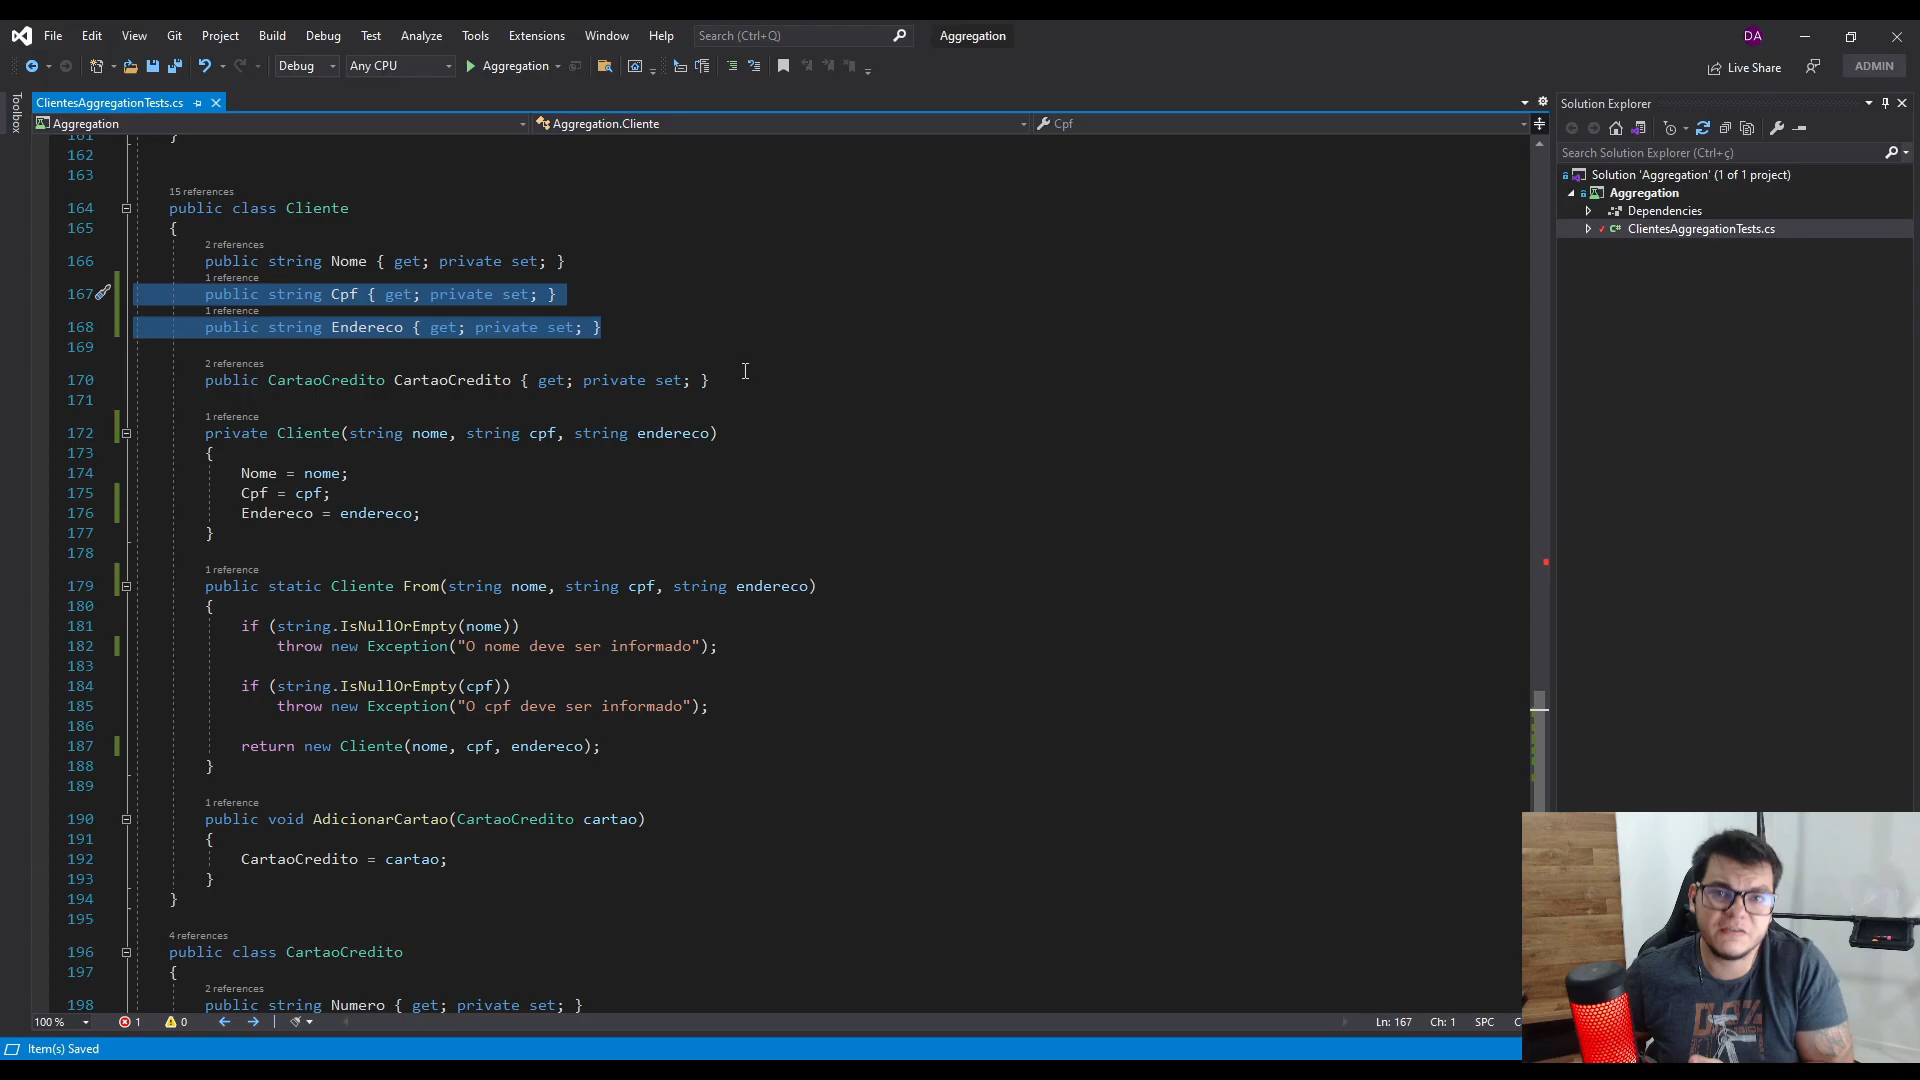 File Edit View Git Project Build Debug Test Analyze Tools Extensions Window Help Search (Ctrl+Q) Aggregation DA
Debug Any CPU Aggregation Live Share ADMIN
Toolbox
ClientesAggregationTests.cs
Aggregation Aggregation.Cliente Cpf
161 }
162
163
15 references
164 public class Cliente
165 {
2 references
166 public string Nome { get; private set; }
1 reference
167 public string Cpf { get; private set; }
1 reference
168 public string Endereco { get; private set; }
169
2 references
170 public CartaoCredito CartaoCredito { get; private set; }
171
1 reference
172 private Cliente(string nome, string cpf, string endereco)
173 {
174 Nome = nome;
175 Cpf = cpf;
176 Endereco = endereco;
177 }
178
1 reference
179 public static Cliente From(string nome, string cpf, string endereco)
180 {
181 if (string.IsNullOrEmpty(nome))
182 throw new Exception("O nome deve ser informado");
183
184 if (string.IsNullOrEmpty(cpf))
185 throw new Exception("O cpf deve ser informado");
186
187 return new Cliente(nome, cpf, endereco);
188 }
189
1 reference
190 public void AdicionarCartao(CartaoCredito cartao)
191 {
192 CartaoCredito = cartao;
193 }
194 }
195
4 references
196 public class CartaoCredito
197 {
2 references
198 public string Numero { get; private set; }
100 % 1 0 Ln: 167 Ch: 1 SPC
Item(s) Saved
Solution Explorer
Search Solution Explorer (Ctrl+ç)
Solution 'Aggregation' (1 of 1 project)
Aggregation
Dependencies
C# ClientesAggregationTests.cs